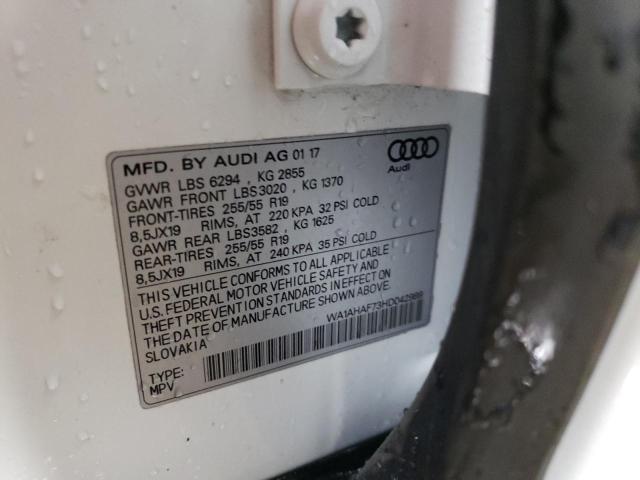 MFD. BY AUDI AG 01 17
Audi
GVWR LBS 6294 , KG 2855
GAWR FRONT LBS3020 , KG 1370
FRONT-TIRES 255/55 R19
8,5JX19 RIMS, AT 220 KPA 32 PSI COLD
GAWR REAR LBS3582 , KG 1625
REAR-TIRES 255/55 R19
8,5JX19 RIMS, AT 240 KPA 35 PSI COLD
THIS VEHICLE CONFORMS TO ALL APPLICABLE
U.S. FEDERAL MOTOR VEHICLE SAFETY AND
THEFT PREVENTION STANDARDS IN EFFECT ON
THE DATE OF MANUFACTURE SHOWN ABOVE.
SLOVAKIA
WA1AHAF73HD042989
TYPE:
MPV